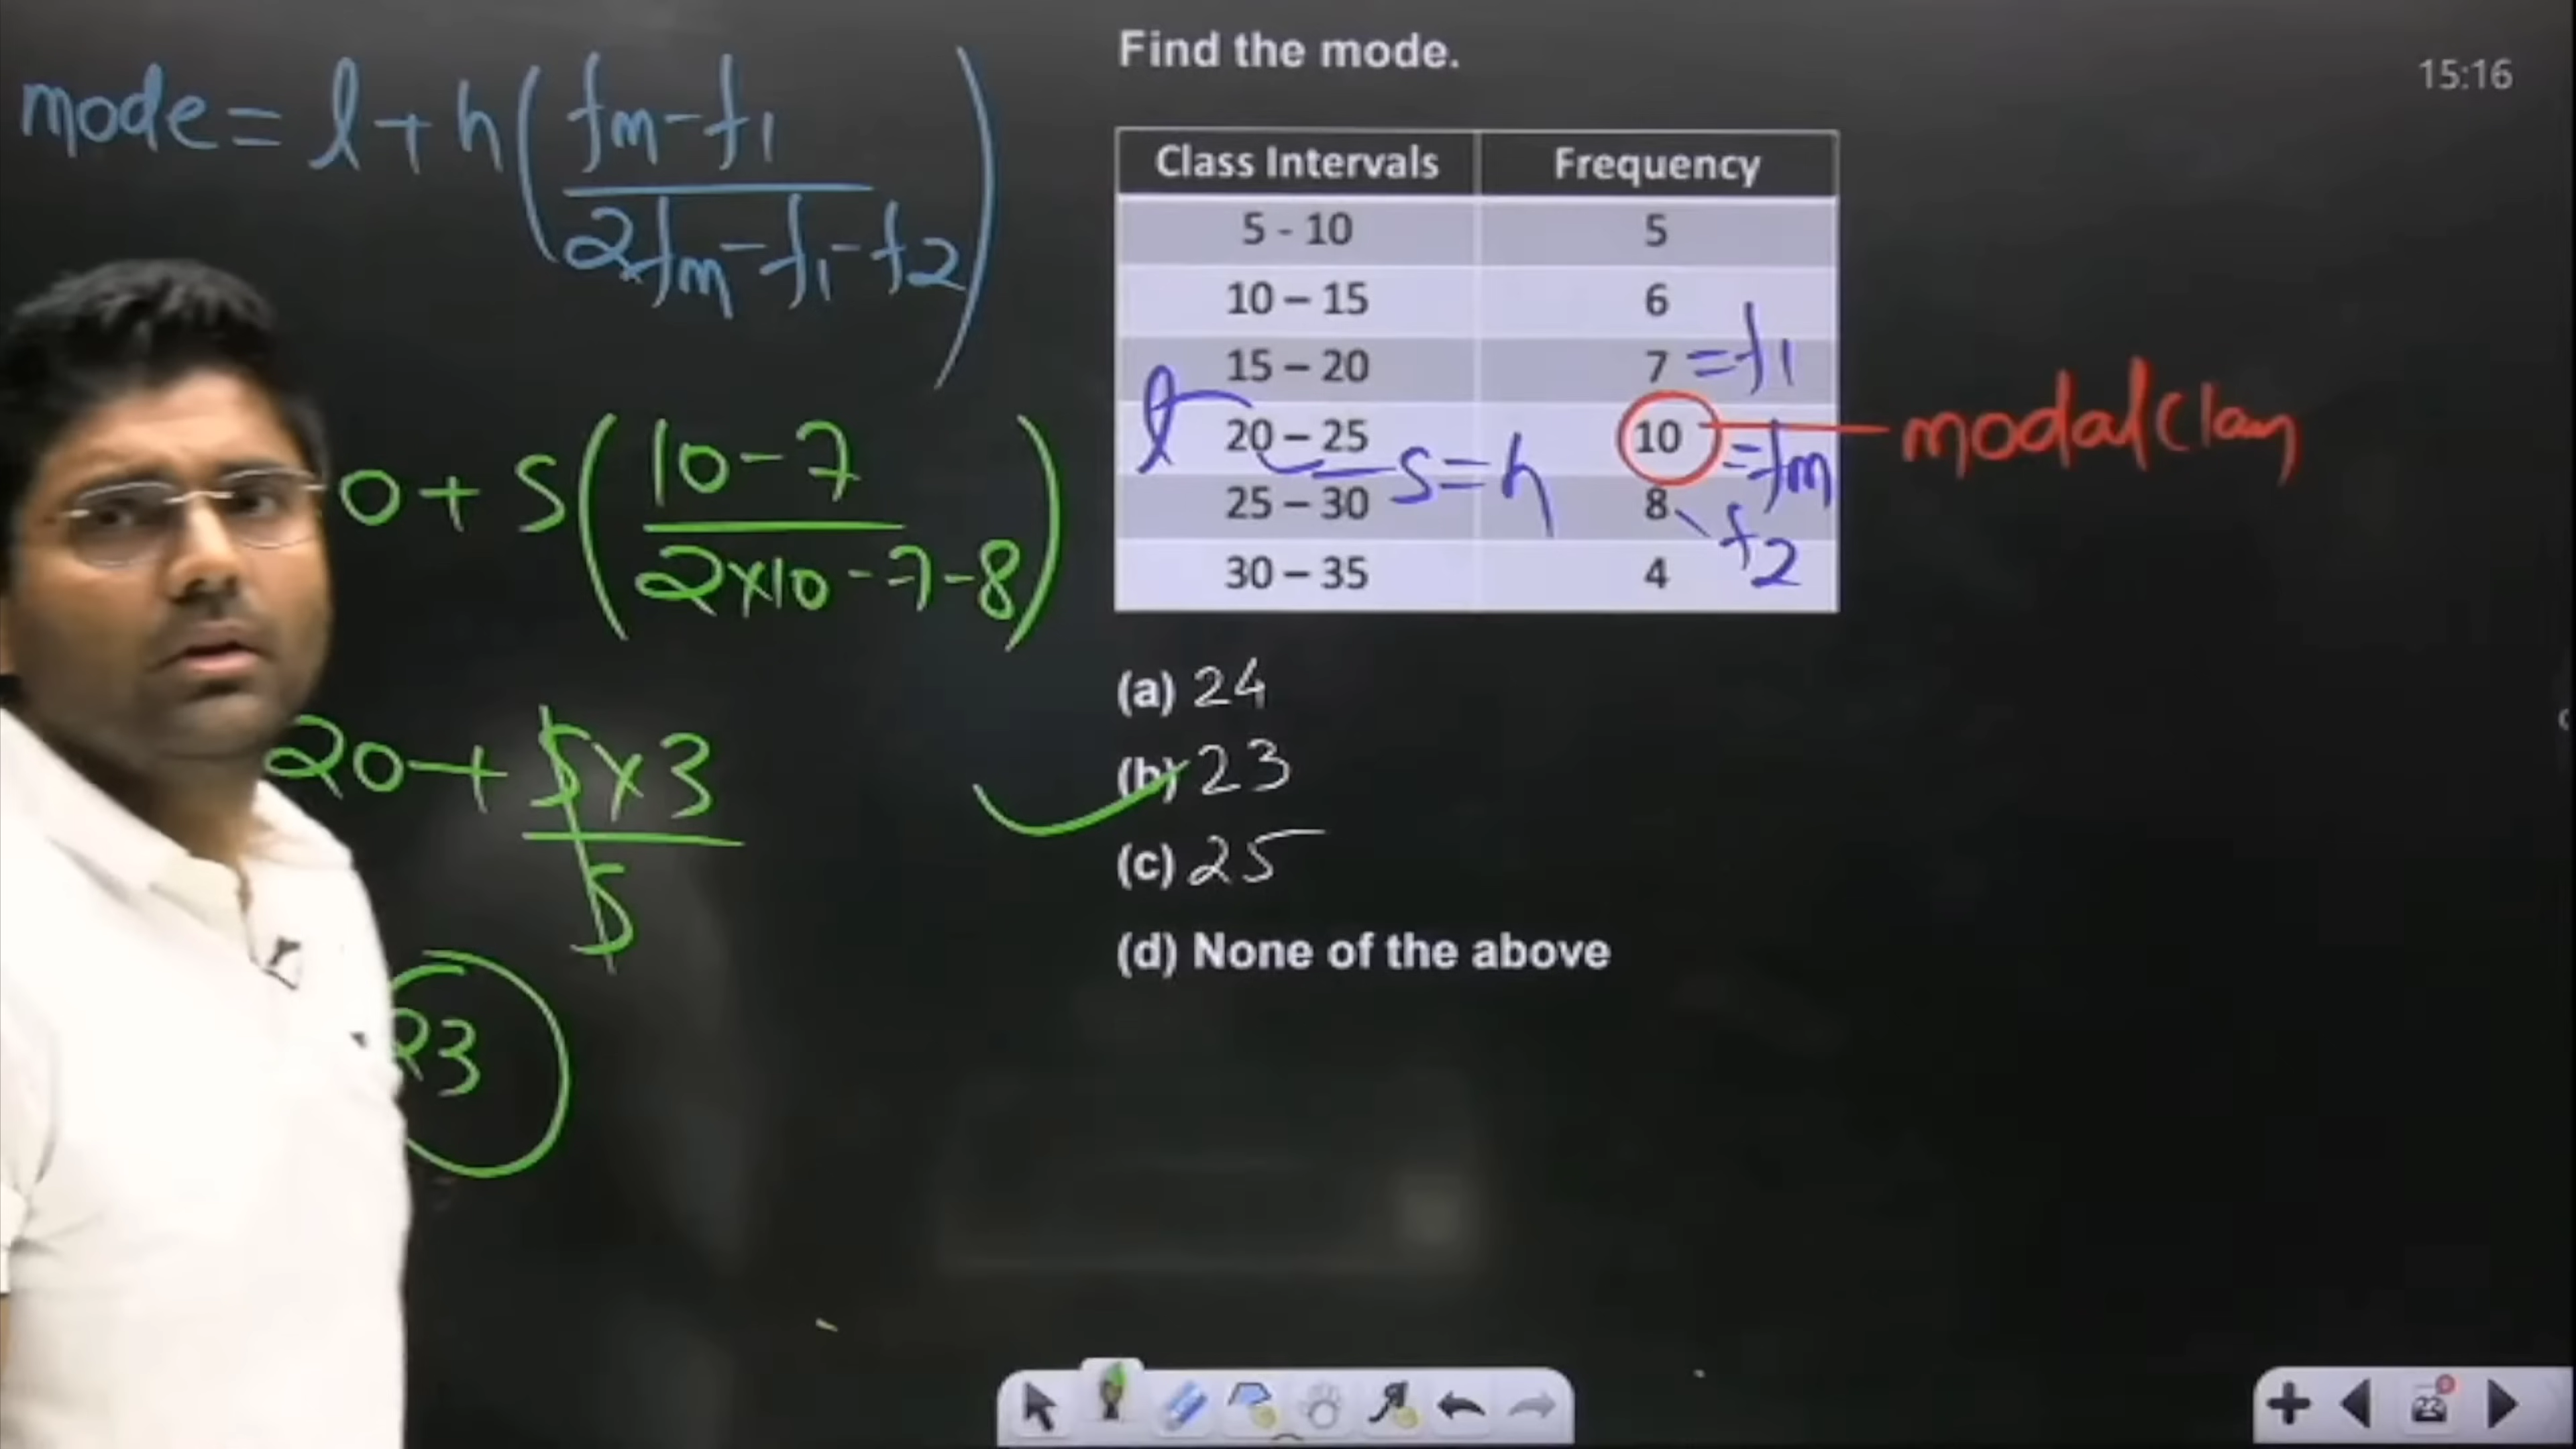 mode = l + h ( fm - f1 / 2fm - f1 - f2 )
0 + 5 ( 10 - 7 / 2×10 - 7 - 8 )
20 + 5×3 / 5
23
Find the mode.
15:16
Class Intervals Frequency
5 - 10 5
10 – 15 6
15 – 20 7 = f1
l 20 – 25 5 = h 10 = fm modal Class
25 – 30 8 f2
30 – 35 4
(a) 24
(b) 23
(c) 25
(d) None of the above
23